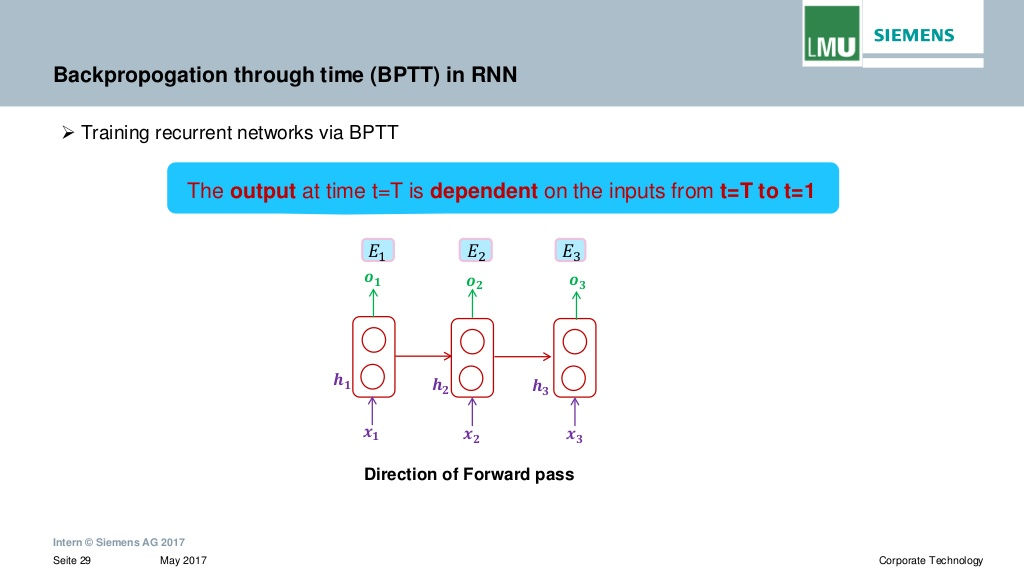 LMU
SIEMENS
Backpropogation through time (BPTT) in RNN
➢ Training recurrent networks via BPTT
The output at time t=T is dependent on the inputs from t=T to t=1
E₁ E₂ E₃
o₁ o₂ o₃
h₁ h₂ h₃
x₁ x₂ x₃
Direction of Forward pass
Intern © Siemens AG 2017
Seite 29 May 2017 Corporate Technology